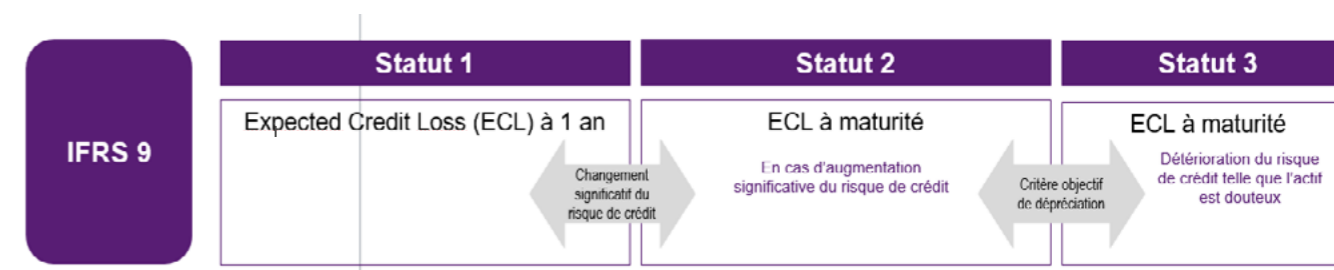 IFRS 9
Statut 1
Expected Credit Loss (ECL) à 1 an
Changement
significatif du
risque de crédit
Statut 2
ECL à maturité
En cas d'augmentation
significative du risque de crédit
Critère objectif
de dépréciation
Statut 3
ECL à maturité
Détérioration du risque
de crédit telle que l'actif
est douteux